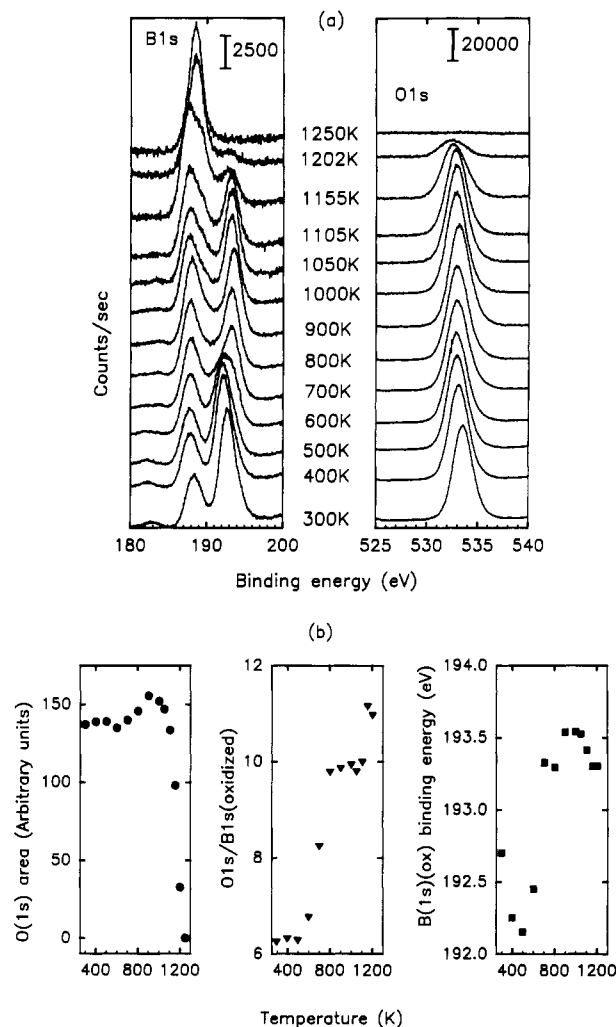 (a)
B1s
2500
20000
O1s
1250K
1202K
1155K
1105K
1050K
1000K
900K
800K
700K
600K
500K
400K
300K
Counts/sec
180 190 200
525 530 535 540
Binding energy (eV)
(b)
O(1s) area (Arbitrary units)
150
100
50
0
400 800 1200
O1s/B1s(oxidized)
12
10
8
6
400 800 1200
B(1s)(ox) binding energy (eV)
194.0
193.5
193.0
192.5
192.0
400 800 1200
Temperature (K)